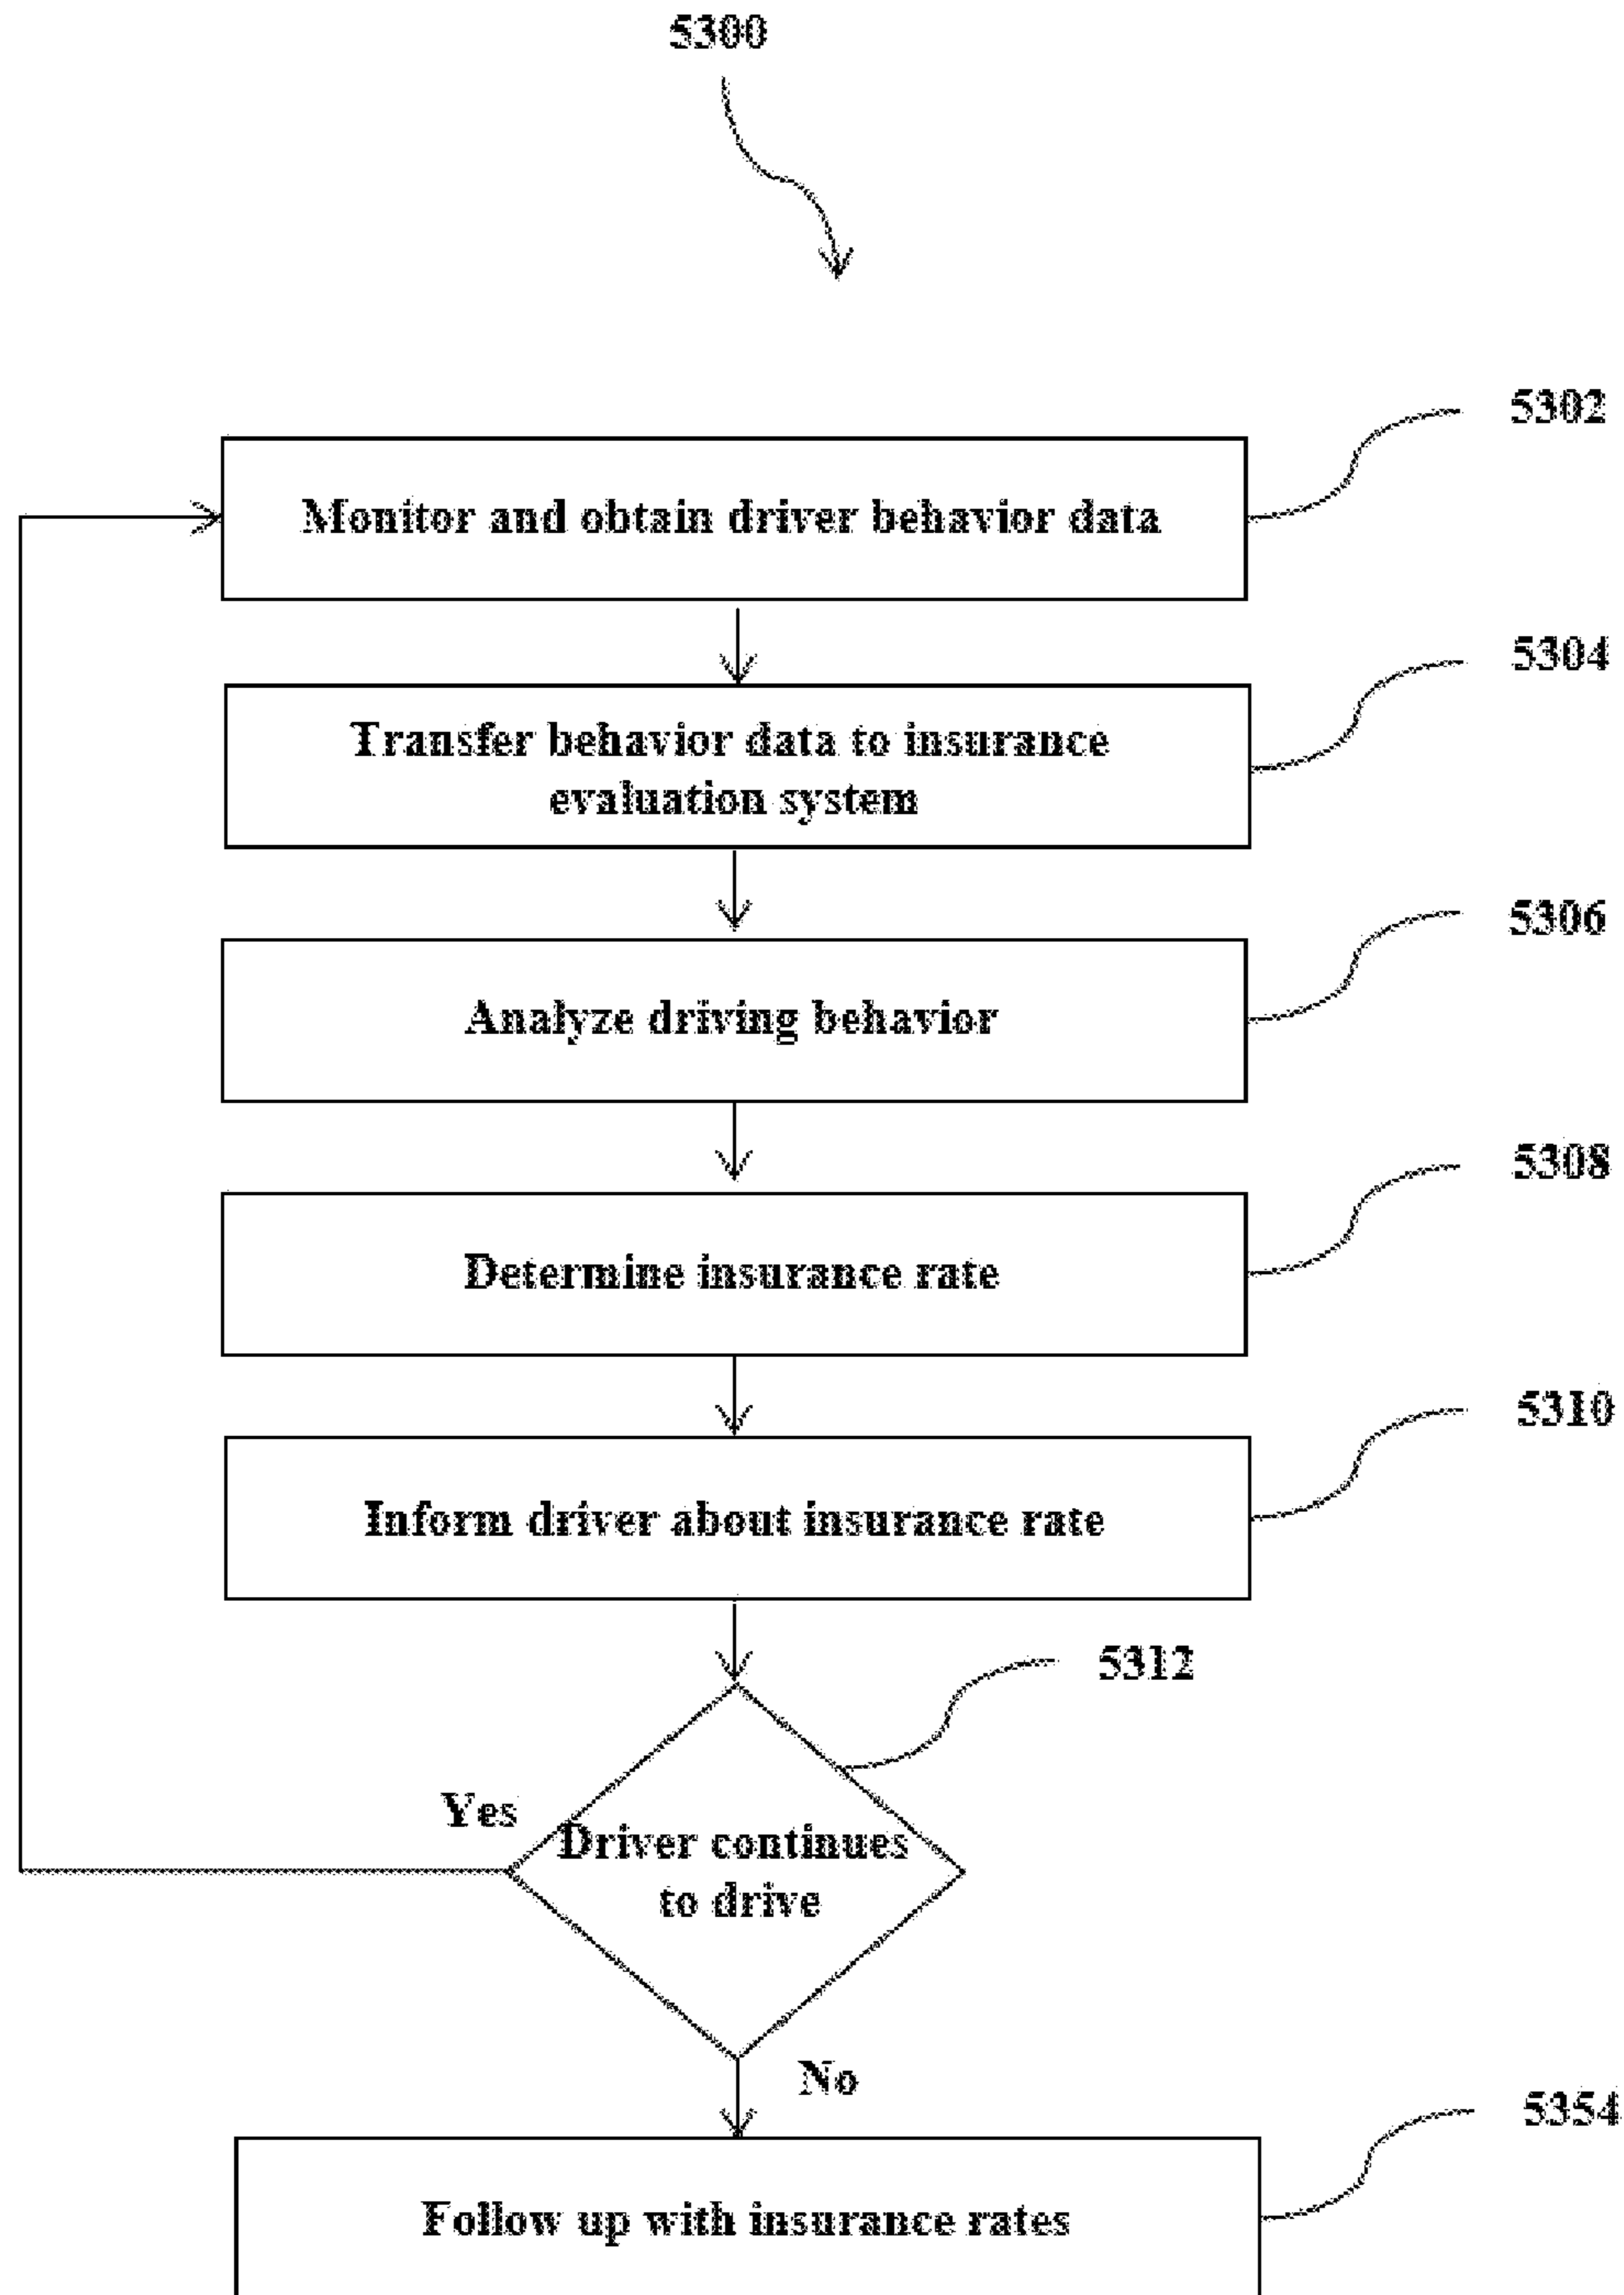 5300
5302
Monitor and obtain driver behavior data
5304
Transfer behavior data to insurance
evaluation system
5306
Analyze driving behavior
5308
Determine insurance rate
5310
Inform driver about insurance rate
5312
Yes
Driver continues
to drive
No
5354
Follow up with insurance rates